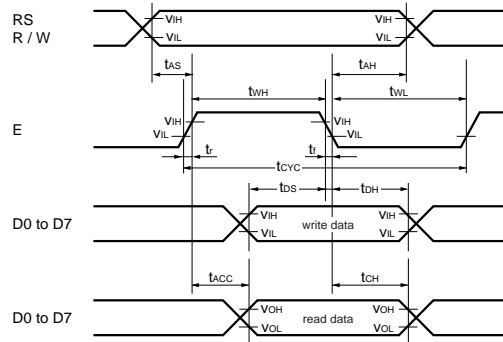 RS
R / W
VIH
VIH
VIL
VIL
tAS
tAH
tWH
tWL
E
VIH
VIH
VIL
VIL
tr
tf
tCYC
tDS
tDH
D0 to D7
VIH
write data
VIH
VIL
VIL
tACC
tCH
D0 to D7
VOH
read data
VOH
VOL
VOL